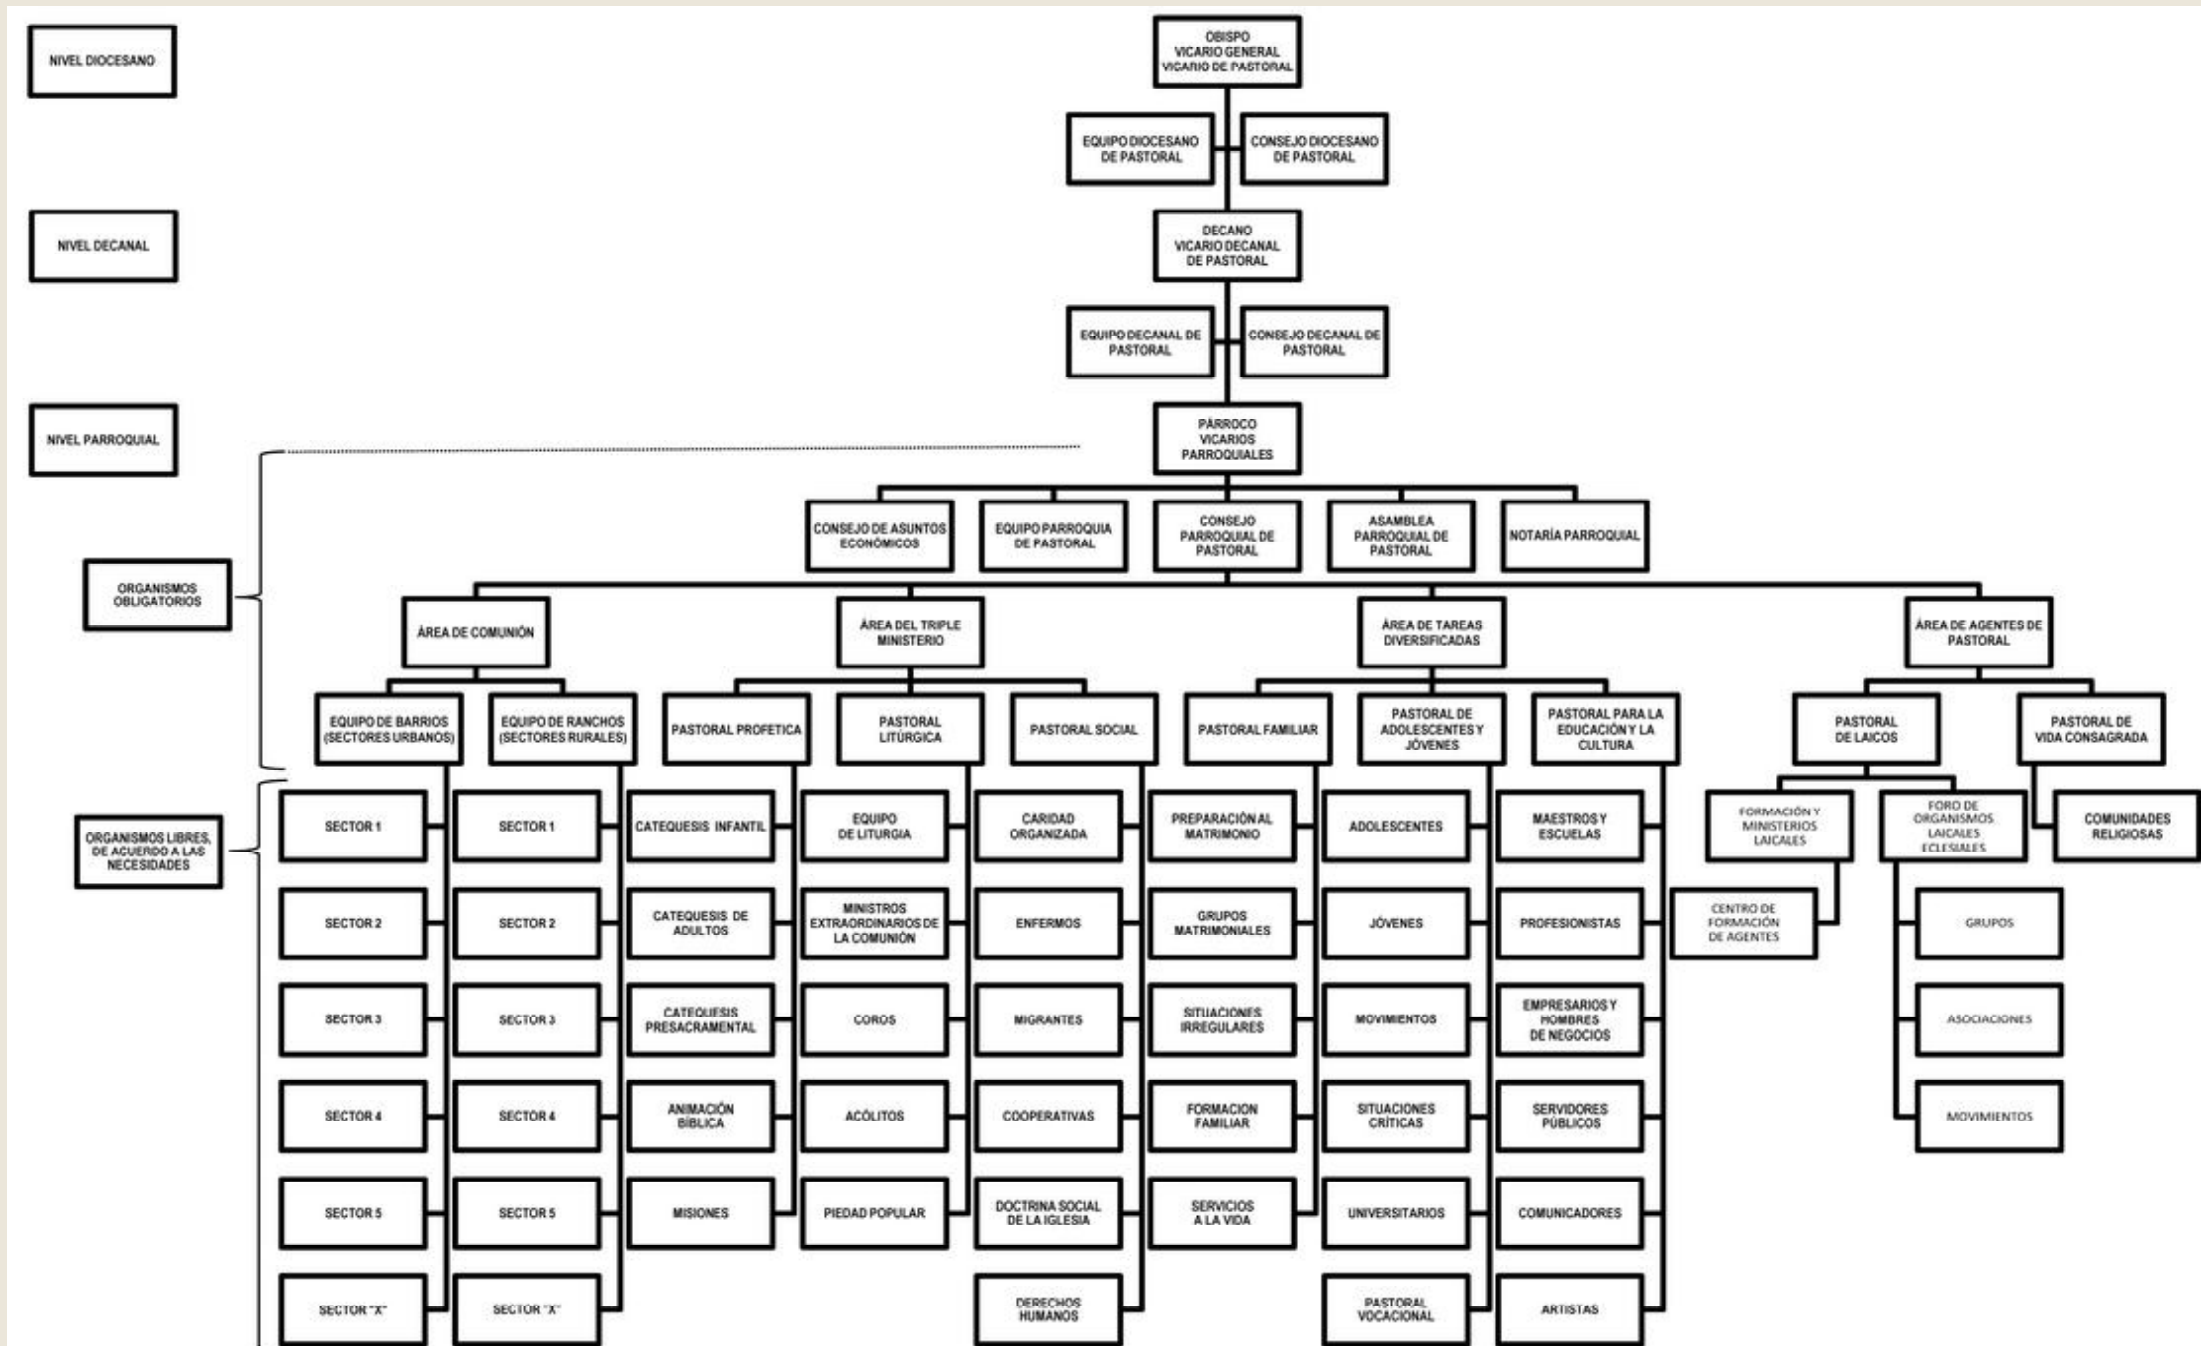 NIVEL DIOCESANO
OBISPO
VICARIO GENERAL
VICARIO DE PASTORAL
EQUIPO DIOCESANO
DE PASTORAL
CONSEJO DIOCESANO
DE PASTORAL
NIVEL DECANAL
DECANO
VICARIO DECANAL
DE PASTORAL
EQUIPO DECANAL DE
PASTORAL
CONSEJO DECANAL DE
PASTORAL
NIVEL PARROQUIAL
PÁRROCO
VICARIOS
PARROQUIALES
CONSEJO DE ASUNTOS
ECONÓMICOS
EQUIPO PARROQUIA
DE PASTORAL
CONSEJO
PARROQUIAL DE
PASTORAL
ASAMBLEA
PARROQUIAL DE
PASTORAL
NOTARÍA PARROQUIAL
ORGANISMOS
OBLIGATORIOS
ÁREA DE COMUNIÓN
ÁREA DEL TRIPLE
MINISTERIO
ÁREA DE TAREAS
DIVERSIFICADAS
ÁREA DE AGENTES DE
PASTORAL
EQUIPO DE BARRIOS
(SECTORES URBANOS)
EQUIPO DE RANCHOS
(SECTORES RURALES)
PASTORAL PROFETICA
PASTORAL
LITÚRGICA
PASTORAL SOCIAL
PASTORAL FAMILIAR
PASTORAL DE
ADOLESCENTES Y
JÓVENES
PASTORAL PARA LA
EDUCACIÓN Y LA
CULTURA
PASTORAL
DE LAICOS
PASTORAL DE
VIDA CONSAGRADA
ORGANISMOS LIBRES,
DE ACUERDO A LAS
NECESIDADES
SECTOR 1
SECTOR 1
CATEQUESIS INFANTIL
EQUIPO
DE LITURGIA
CARIDAD
ORGANIZADA
PREPARACIÓN AL
MATRIMONIO
ADOLESCENTES
MAESTROS Y
ESCUELAS
FORMACIÓN Y
MINISTERIOS
LAICALES
FORO DE
ORGANISMOS
LAICALES
ECLESIALES
COMUNIDADES
RELIGIOSAS
SECTOR 2
SECTOR 2
CATEQUESIS DE
ADULTOS
MINISTROS
EXTRAORDINARIOS DE
LA COMUNIÓN
ENFERMOS
GRUPOS
MATRIMONIALES
JÓVENES
PROFESIONISTAS
CENTRO DE
FORMACIÓN
DE AGENTES
GRUPOS
SECTOR 3
SECTOR 3
CATEQUESIS
PRESACRAMENTAL
COROS
MIGRANTES
SITUACIONES
IRREGULARES
MOVIMIENTOS
EMPRESARIOS Y
HOMBRES
DE NEGOCIOS
ASOCIACIONES
SECTOR 4
SECTOR 4
ANIMACIÓN
BÍBLICA
ACÓLITOS
COOPERATIVAS
FORMACION
FAMILIAR
SITUACIONES
CRÍTICAS
SERVIDORES
PÚBLICOS
MOVIMIENTOS
SECTOR 5
SECTOR 5
MISIONES
PIEDAD POPULAR
DOCTRINA SOCIAL
DE LA IGLESIA
SERVICIOS
A LA VIDA
UNIVERSITARIOS
COMUNICADORES
SECTOR "X"
SECTOR "X"
DERECHOS
HUMANOS
PASTORAL
VOCACIONAL
ARTISTAS